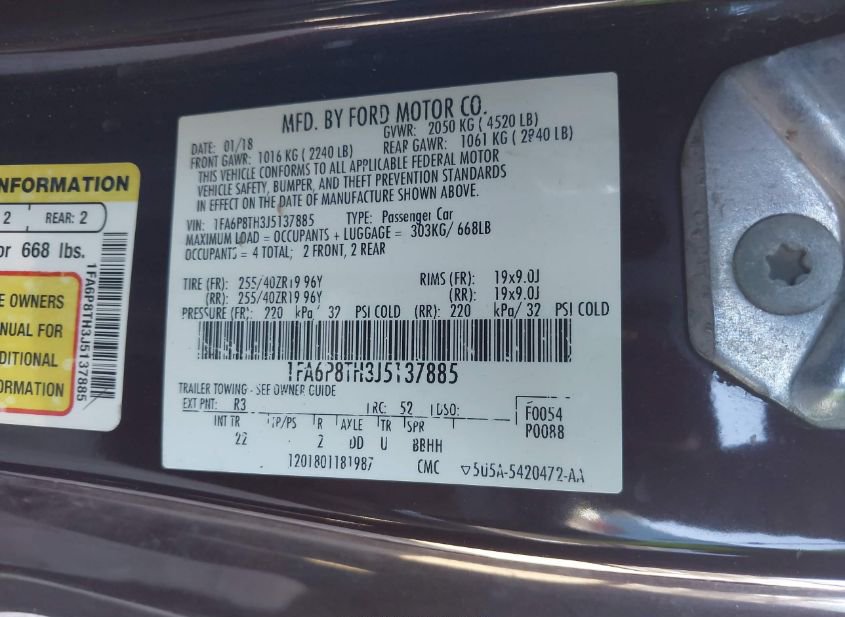 MFD. BY FORD MOTOR CO.
DATE: 01/18 GVWR: 2050 KG ( 4520 LB)
FRONT GAWR: 1016 KG ( 2240 LB) REAR GAWR: 1061 KG ( 2340 LB)
THIS VEHICLE CONFORMS TO ALL APPLICABLE FEDERAL MOTOR
VEHICLE SAFETY, BUMPER, AND THEFT PREVENTION STANDARDS
IN EFFECT ON THE DATE OF MANUFACTURE SHOWN ABOVE.
VIN: 1FA6P8TH3J5137885 TYPE: Passenger Car
MAXIMUM LOAD = OCCUPANTS + LUGGAGE = 303KG/ 668LB
OCCUPANTS = 4 TOTAL; 2 FRONT, 2 REAR
TIRE (FR): 255/40ZR19 96Y RIMS (FR): 19x9.0J
(RR): 255/40ZR19 96Y (RR): 19x9.0J
PRESSURE (FR): 220 kPa/ 32 PSI COLD (RR): 220 kPa/ 32 PSI COLD
1FA6P8TH3J5137885
TRAILER TOWING - SEE OWNER GUIDE
EXT PNT: R3 RC: 52 DSO: F0054
P0088
INT TR TP/PS R AXLE TR SPR
22 2 DD U BBHH
1201801181987 CMC ▽5U5A-5420472-AA
INFORMATION
2 REAR: 2
668 lbs.
OWNERS
FOR
INFORMATION
1FA6P8TH3J5137885